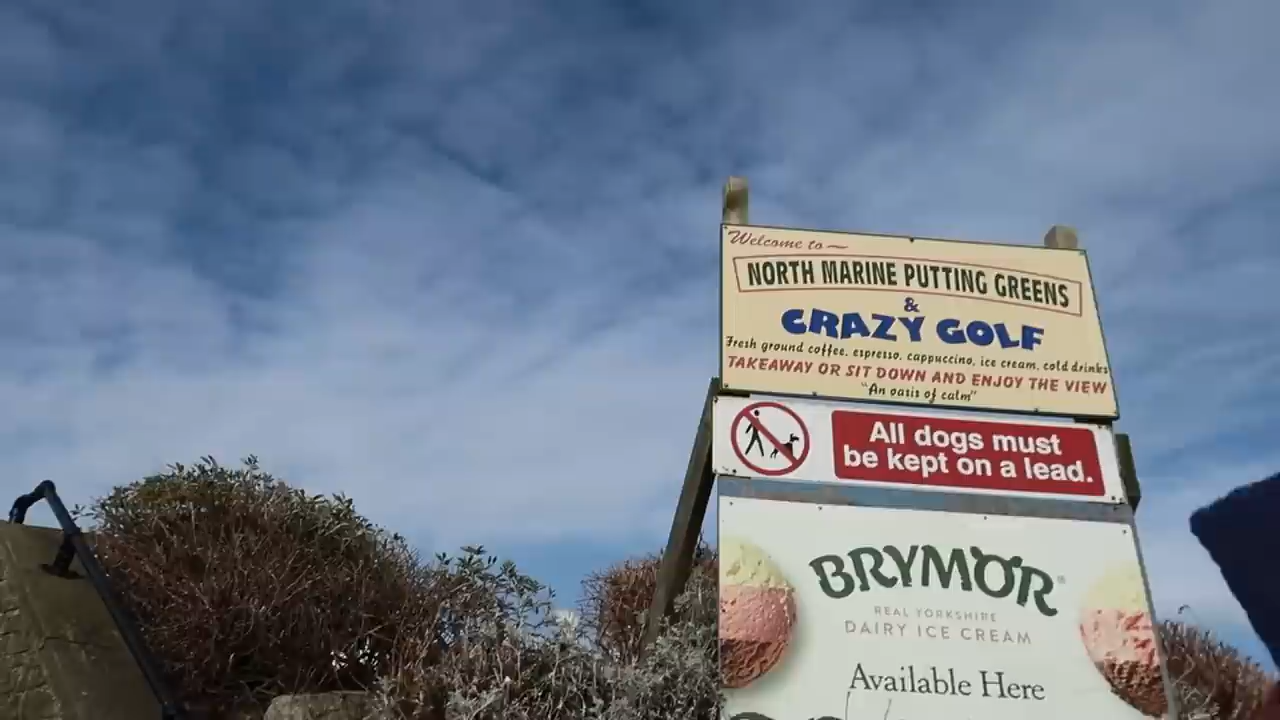 Welcome to—
NORTH MARINE PUTTING GREENS
&
CRAZY GOLF
Fresh ground coffee, espresso, cappuccino, ice cream, cold drinks
TAKEAWAY OR SIT DOWN AND ENJOY THE VIEW
"An oasis of calm"
All dogs must
be kept on a lead.
BRYMOR®
REAL YORKSHIRE
DAIRY ICE CREAM
Available Here